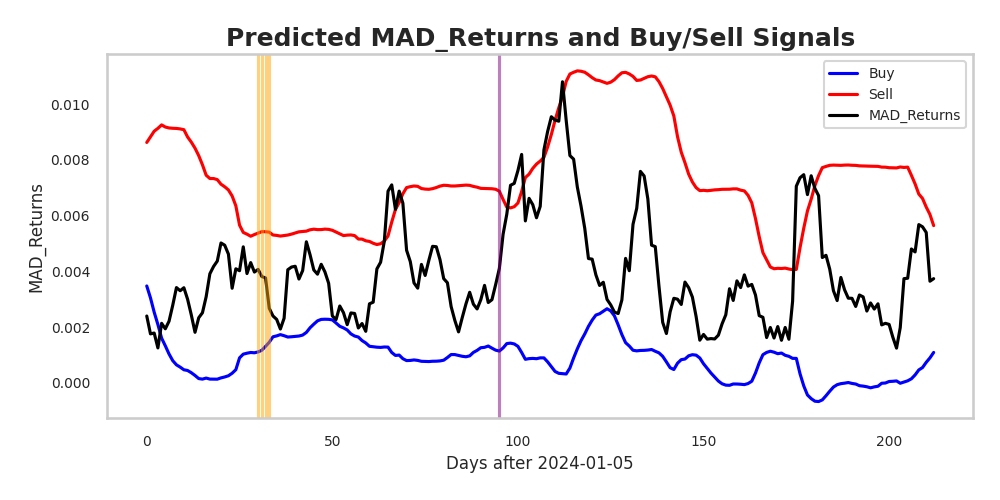 Predicted MAD_Returns and Buy/Sell Signals
Buy
Sell
MAD_Returns
MAD_Returns
0.010
0.008
0.006
0.004
0.002
0.000
0 50 100 150 200
Days after 2024-01-05